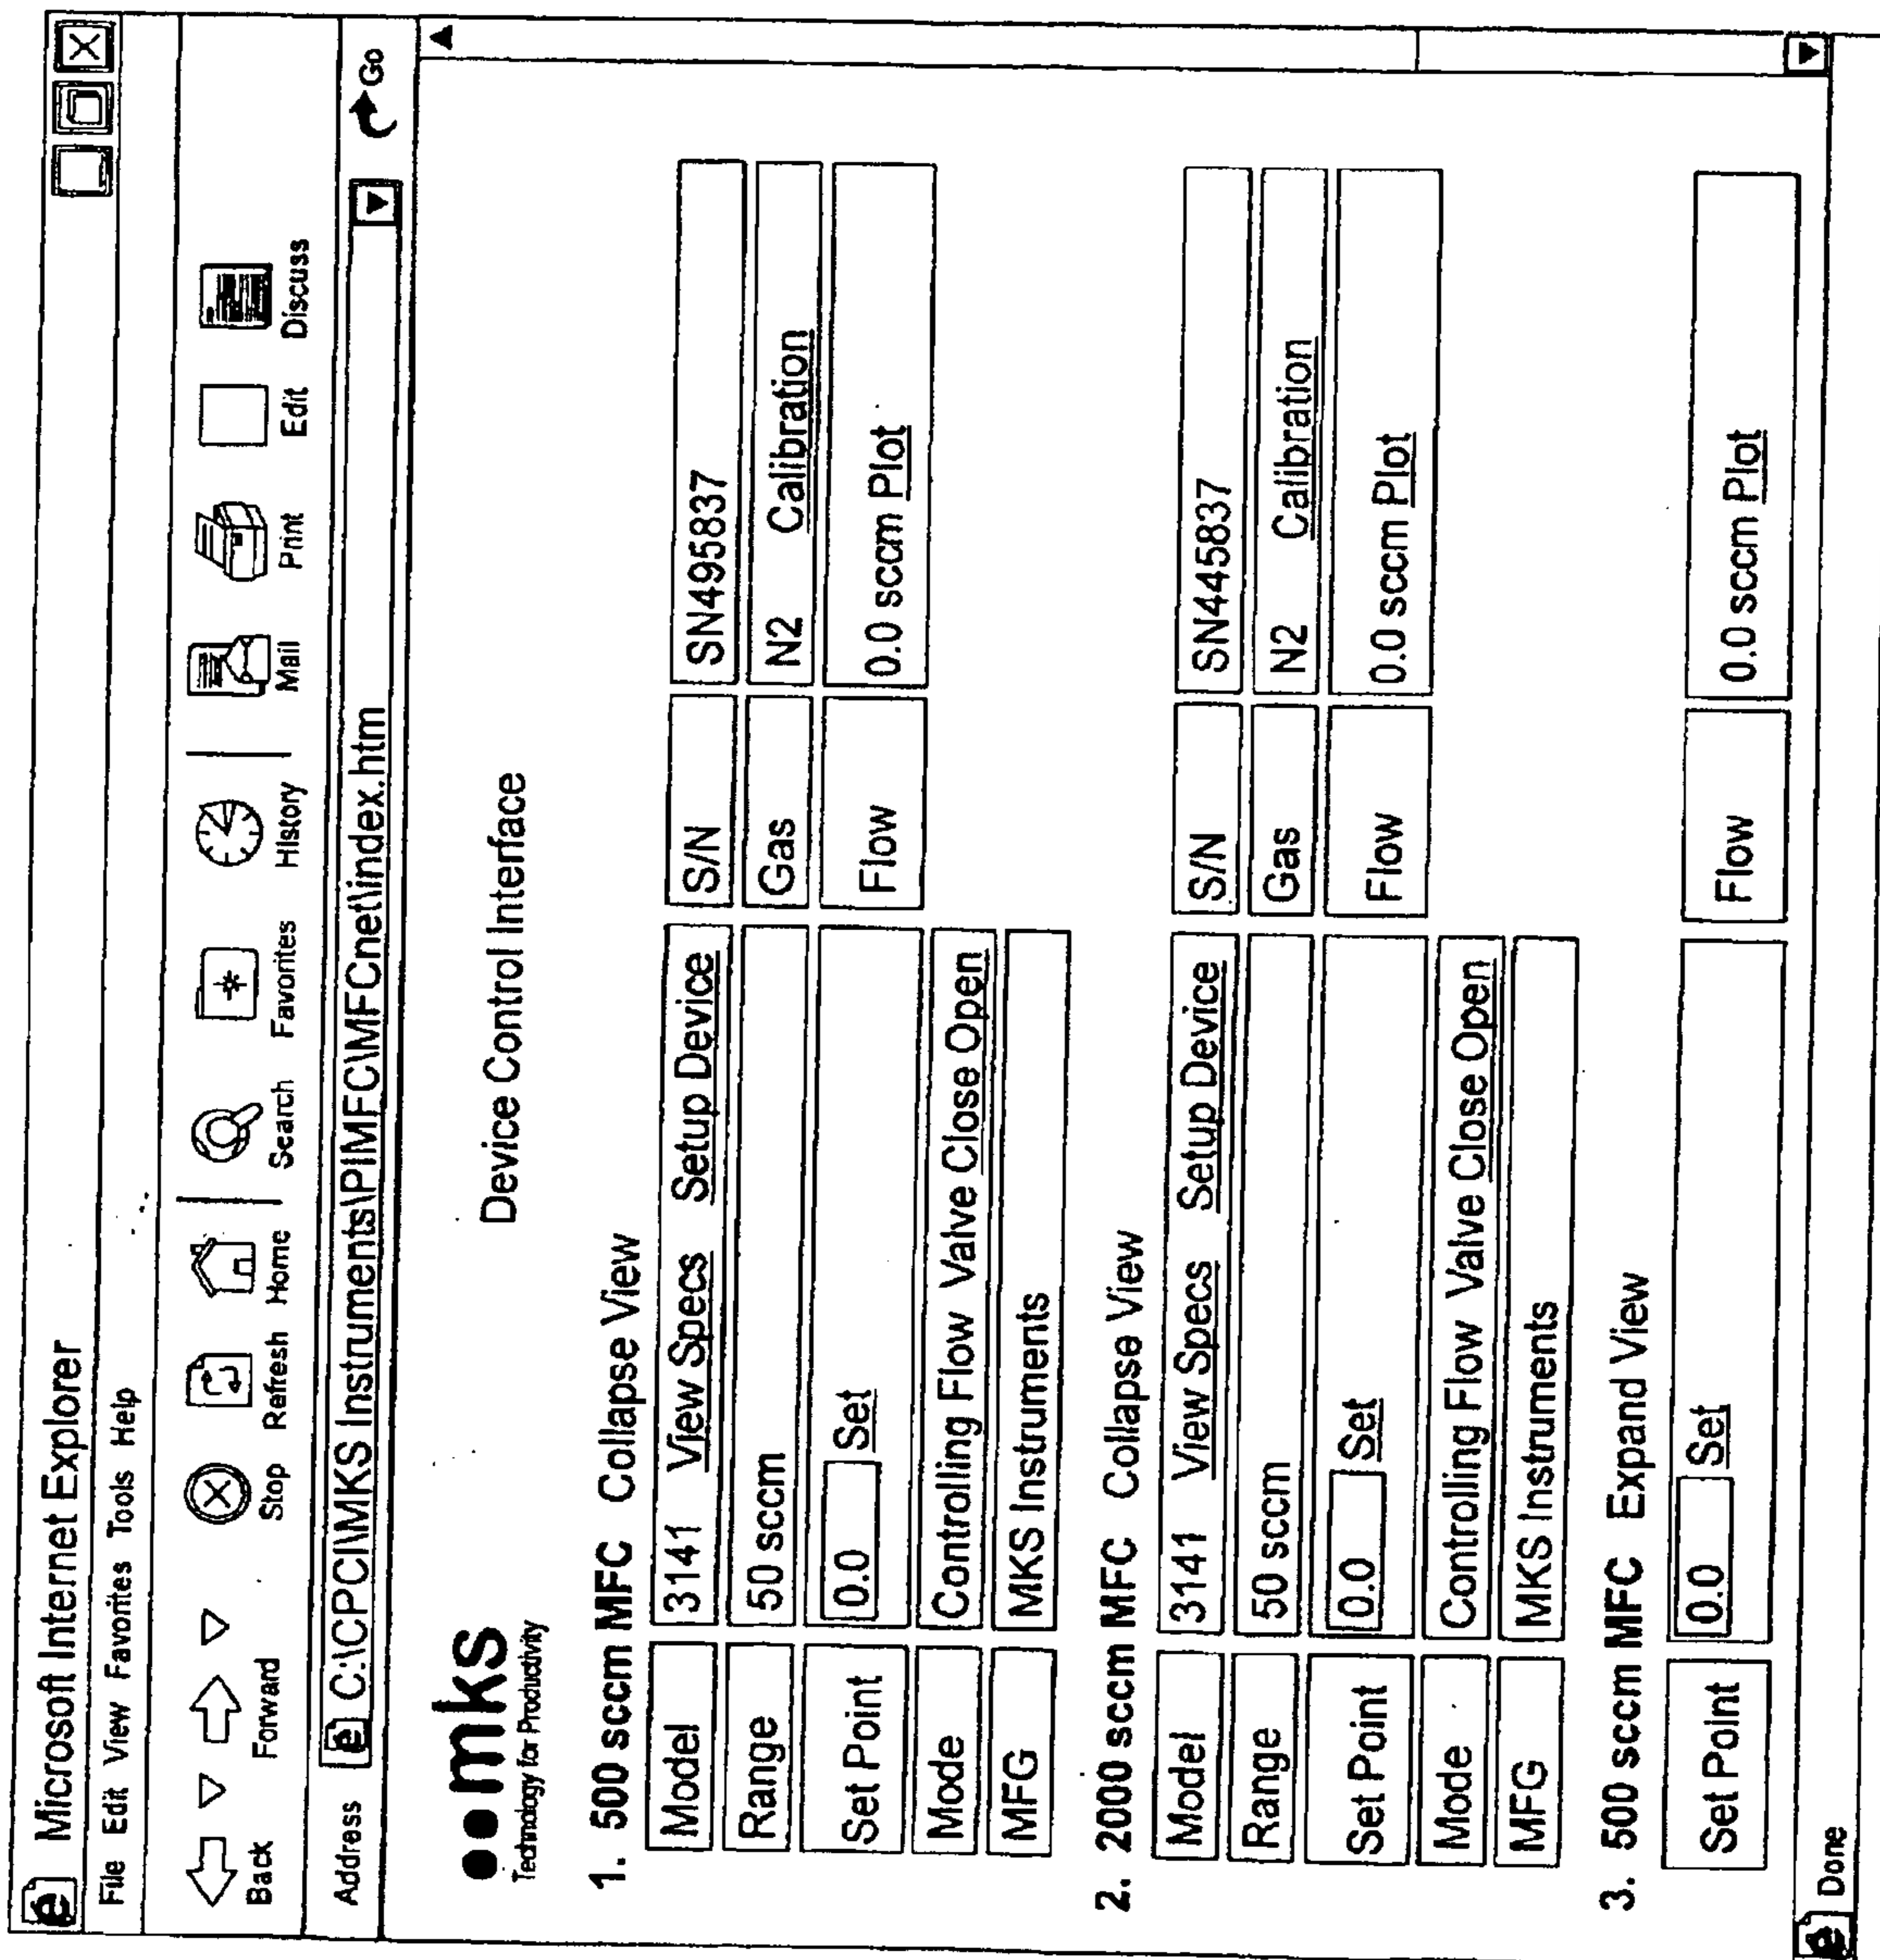 Microsoft Internet Explorer
File Edit View Favorites Tools Help
Back Forward Stop Refresh Home Search Favorites History Mail Print Edit Discuss
Address C:\CPCI\MKS Instruments\PIMFC\MFCnet\index.htm Go
mks
Technology for Productivity
Device Control Interface
1. 500 sccm MFC Collapse View
Model 3141 View Specs Setup Device S/N SN495837
Range 50 sccm Gas N2 Calibration
Set Point 0.0 Set Flow 0.0 sccm Plot
Mode Controlling Flow Valve Close Open
MFG MKS Instruments
2. 2000 sccm MFC Collapse View
Model 3141 View Specs Setup Device S/N SN445837
Range 50 sccm Gas N2 Calibration
Set Point 0.0 Set Flow 0.0 sccm Plot
Mode Controlling Flow Valve Close Open
MFG MKS Instruments
3. 500 sccm MFC Expand View
Set Point 0.0 Set Flow 0.0 sccm Plot
Done